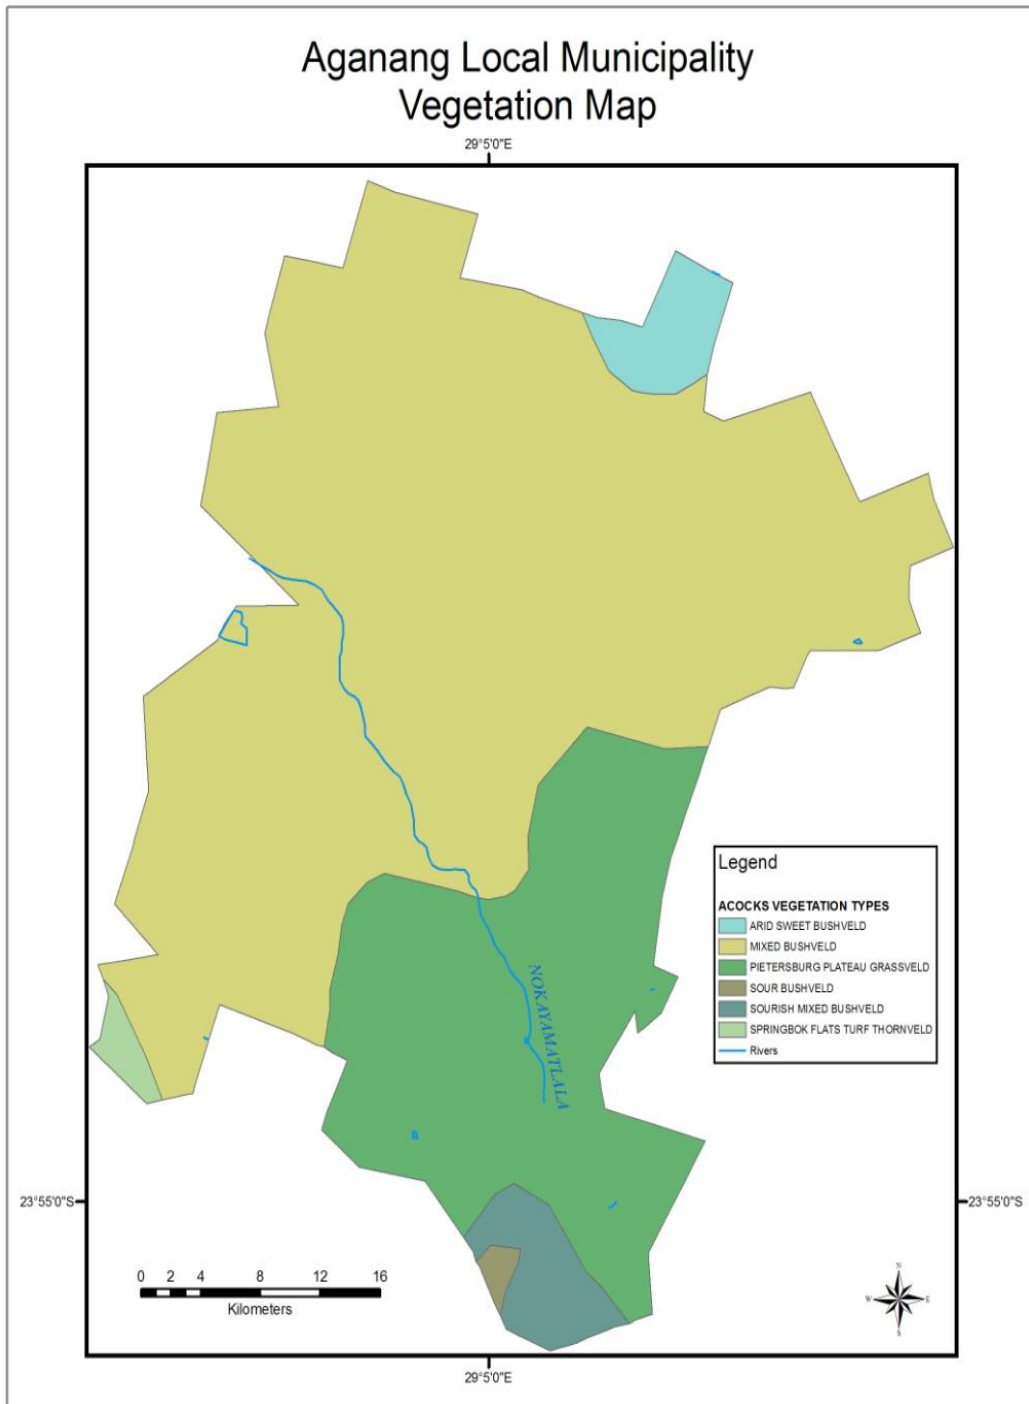 Aganang Local Municipality
Vegetation Map
29°5'0"E
NOKAYAMATLALA
Legend
ACOCKS VEGETATION TYPES
ARID SWEET BUSHVELD
MIXED BUSHVELD
PIETERSBURG PLATEAU GRASSVELD
SOUR BUSHVELD
SOURISH MIXED BUSHVELD
SPRINGBOK FLATS TURF THORNVELD
Rivers
23°55'0"S
23°55'0"S
0 2 4 8 12 16
Kilometers
N
W E
S
29°5'0"E